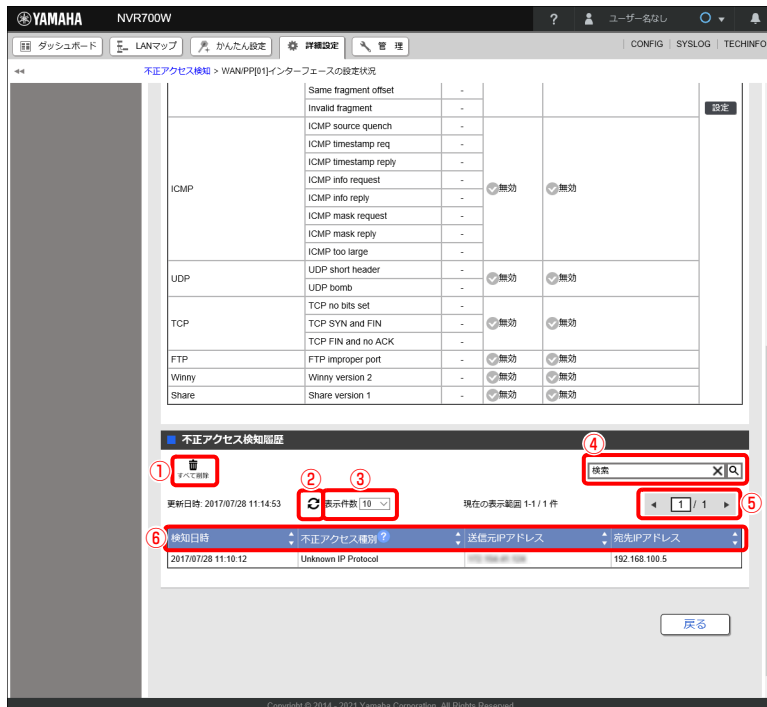 YAMAHA NVR700W ? ユーザーなし
ダッシュボード LANマップ かんたん設定 詳細設定 管理 CONFIG SYSLOG TECHINFO
不正アクセス検知 > WAN/PP[01]インターフェースの設定状況
Same fragment offset -
Invalid fragment - 設定
ICMP ICMP source quench - 無効 無効
ICMP timestamp req -
ICMP timestamp reply -
ICMP info request -
ICMP info reply -
ICMP mask request -
ICMP mask reply -
ICMP too large -
UDP UDP short header - 無効 無効
UDP bomb -
TCP TCP no bits set - 無効 無効
TCP SYN and FIN -
TCP FIN and no ACK -
FTP FTP improper port - 無効 無効
Winny Winny version 2 - 無効 無効
Share Share version 1 - 無効 無効
不正アクセス検知履歴
① すべて削除 ④ 検索
更新日時: 2017/07/28 11:14:53 ② ③ 表示件数 10 現在の表示範囲 1-1 / 1 件 1 / 1 ⑤
⑥ 検知日時 不正アクセス種別 ? 送信元IPアドレス 宛先IPアドレス
2017/07/28 11:10:12 Unknown IP Protocol 192.168.100.5
戻る
Copyright © 2014 - 2021 Yamaha Corporation. All Rights Reserved.